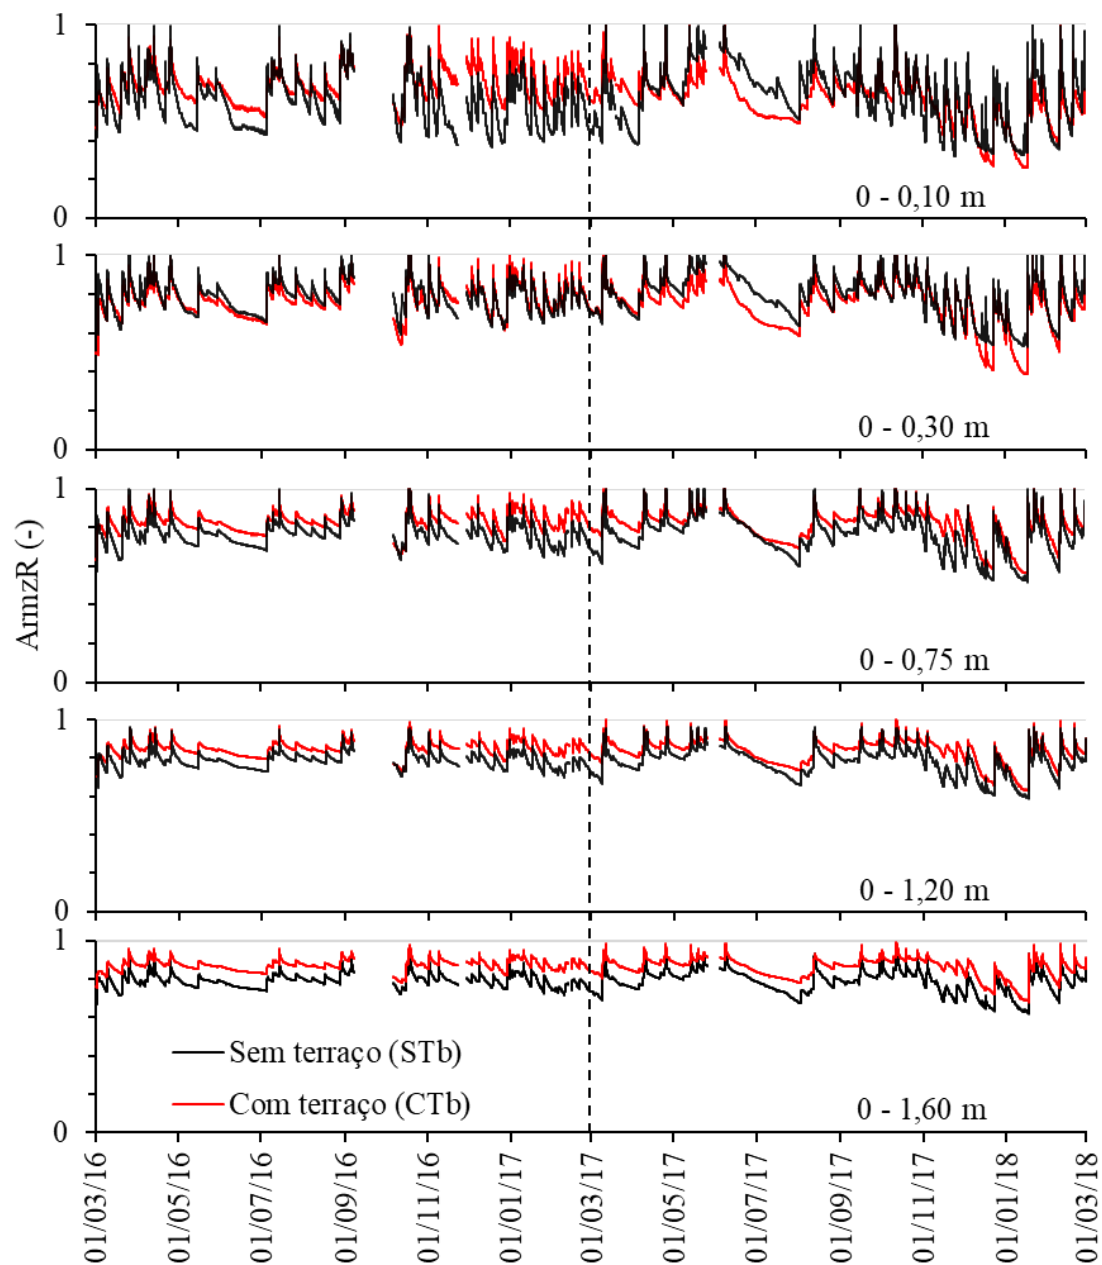 1
0
0 - 0,10 m
1
0
0 - 0,30 m
1
0
0 - 0,75 m
ArmzR (-)
1
0
0 - 1,20 m
1
0
Sem terraço (STb)
Com terraço (CTb)
0 - 1,60 m
01/03/16
01/05/16
01/07/16
01/09/16
01/11/16
01/01/17
01/03/17
01/05/17
01/07/17
01/09/17
01/11/17
01/01/18
01/03/18